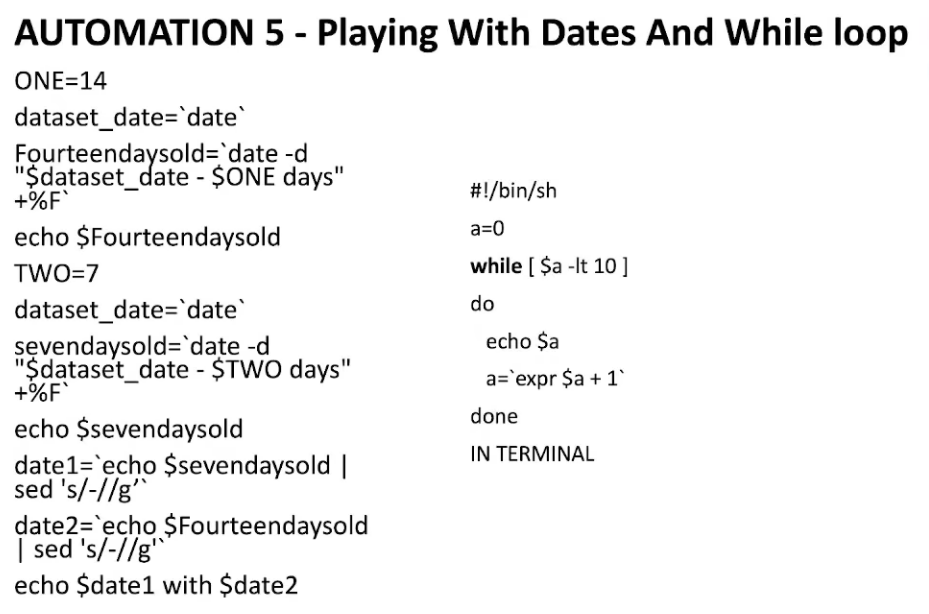 AUTOMATION 5 - Playing With Dates And While loop
ONE=14
dataset_date=`date`
Fourteendaysold=`date -d
"$dataset_date - $ONE days"
+%F`
echo $Fourteendaysold
TWO=7
dataset_date=`date`
sevendaysold=`date -d
"$dataset_date - $TWO days"
+%F`
echo $sevendaysold
date1=`echo $sevendaysold |
sed 's/-//g’`
date2=`echo $Fourteendaysold
| sed 's/-//g'`
echo $date1 with $date2
#!/bin/sh
a=0
while [ $a -lt 10 ]
do
echo $a
a=`expr $a + 1`
done
IN TERMINAL